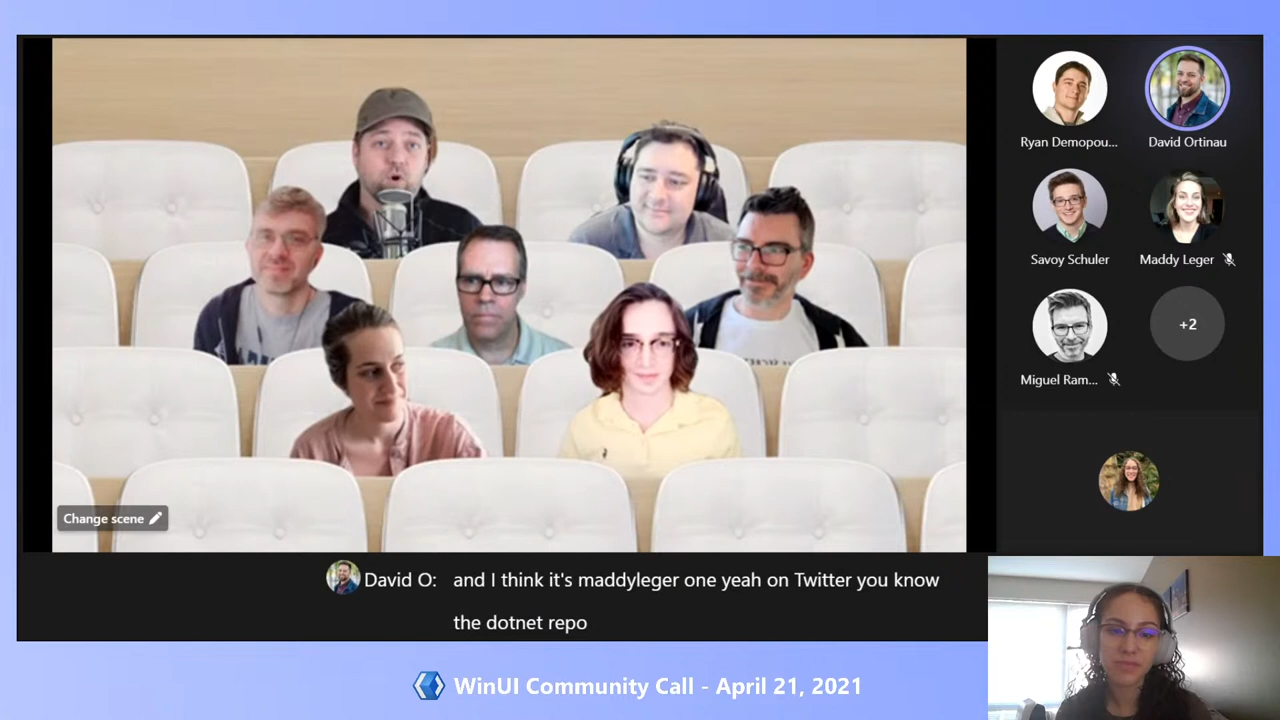 Ryan Demopou...
David Ortinau
Savoy Schuler
Maddy Leger
Miguel Ram...
+2
Change scene
David O: and I think it's maddyleger one yeah on Twitter you know
the dotnet repo
WinUI Community Call - April 21, 2021